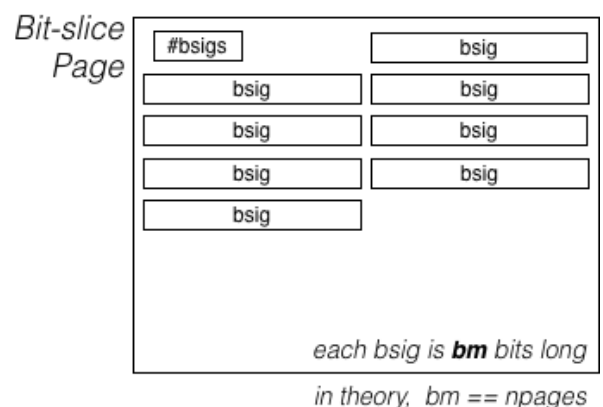 Bit-slice
Page
#bsigs
bsig
bsig
bsig
bsig
bsig
bsig
bsig
bsig
each bsig is bm bits long
in theory, bm == npages